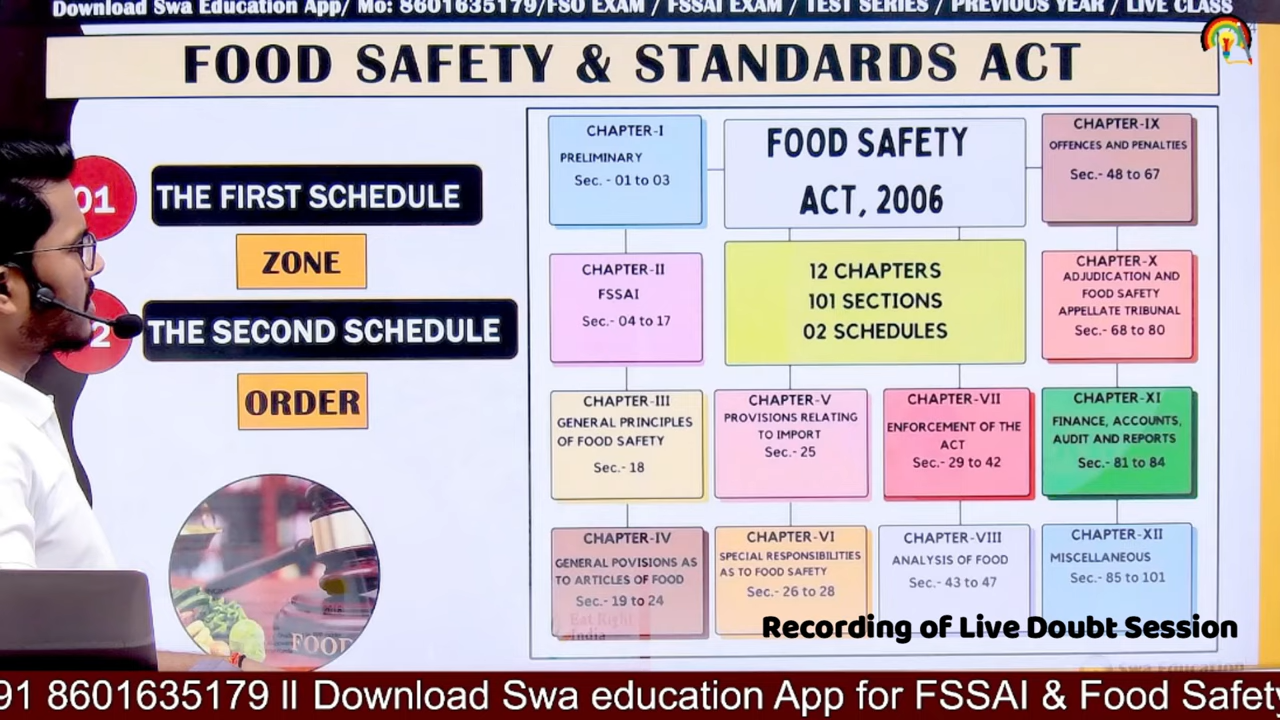 Download Swa Education App/ Mo: 8601635179/FSO EXAM / FSSAI EXAM / TEST SERIES / PREVIOUS YEAR / LIVE CLASS
FOOD SAFETY & STANDARDS ACT
01
THE FIRST SCHEDULE
ZONE
2
THE SECOND SCHEDULE
ORDER
FOOD
CHAPTER-I
PRELIMINARY
Sec. - 01 to 03
FOOD SAFETY
ACT, 2006
CHAPTER-IX
OFFENCES AND PENALTIES
Sec.- 48 to 67
CHAPTER-II
FSSAI
Sec.- 04 to 17
12 CHAPTERS
101 SECTIONS
02 SCHEDULES
CHAPTER-X
ADJUDICATION AND
FOOD SAFETY
APPELLATE TRIBUNAL
Sec.- 68 to 80
CHAPTER-III
GENERAL PRINCIPLES
OF FOOD SAFETY
Sec.- 18
CHAPTER-V
PROVISIONS RELATING
TO IMPORT
Sec.- 25
CHAPTER-VII
ENFORCEMENT OF THE
ACT
Sec.- 29 to 42
CHAPTER-XI
FINANCE, ACCOUNTS,
AUDIT AND REPORTS
Sec.- 81 to 84
CHAPTER-IV
GENERAL POVISIONS AS
TO ARTICLES OF FOOD
Sec.- 19 to 24
Eat Right
India
CHAPTER-VI
SPECIAL RESPONSIBILITIES
AS TO FOOD SAFETY
Sec.- 26 to 28
CHAPTER-VIII
ANALYSIS OF FOOD
Sec.- 43 to 47
CHAPTER-XII
MISCELLANEOUS
Sec.- 85 to 101
Recording of Live Doubt Session
Swa Education
91 8601635179 ll Download Swa education App for FSSAI & Food Safety